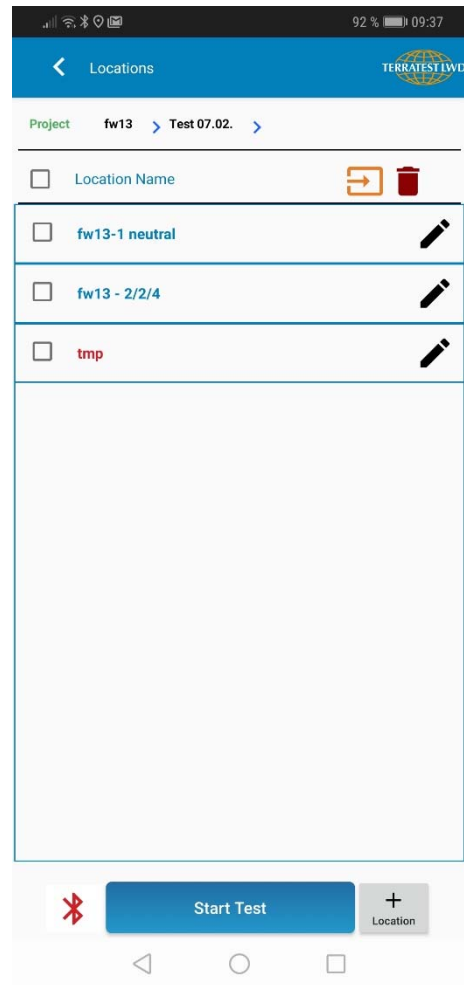 92 % 09:37
Locations
TERRATEST LWD
Project fw13 Test 07.02.
Location Name
fw13-1 neutral
fw13 - 2/2/4
tmp
Start Test
+
Location